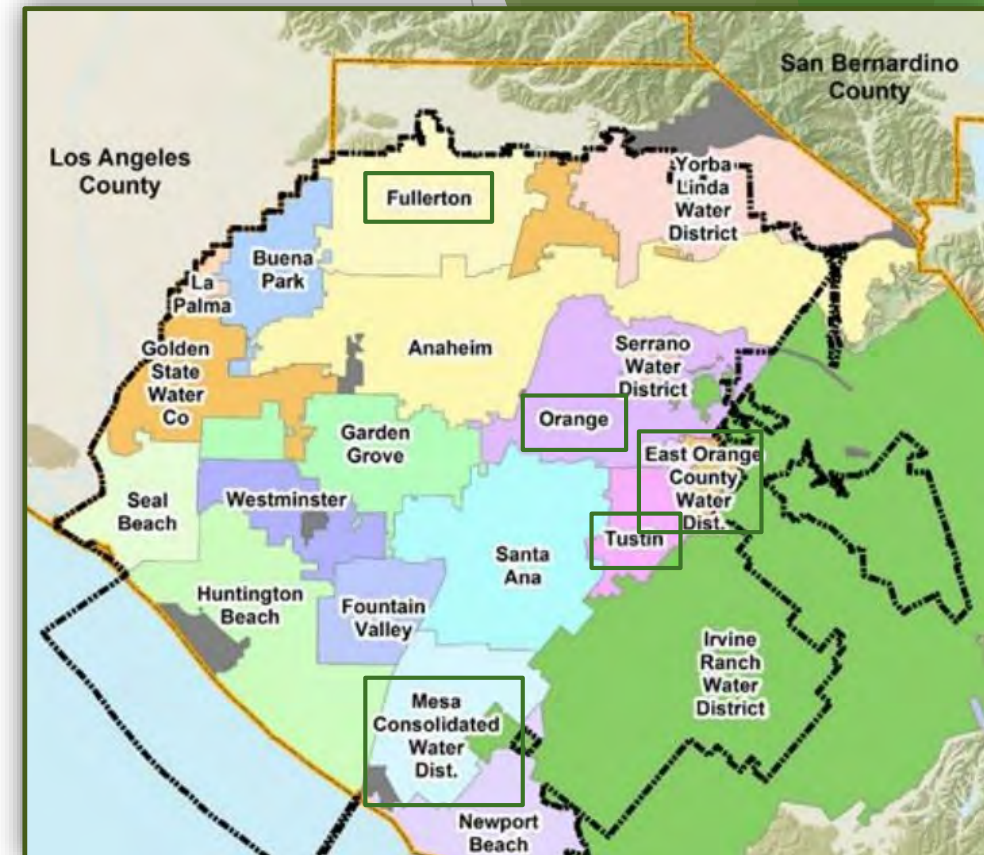 San Bernardino
County
Los Angeles
County
Yorba
Linda
Water
District
Fullerton
Buena
Park
La
Palma
Golden
State
Water
Co
Anaheim
Serrano
Water
District
Orange
Garden
Grove
East Orange
County
Water
Dist.
Seal
Beach
Westminster
Tustin
Santa
Ana
Huntington
Beach
Fountain
Valley
Irvine
Ranch
Water
District
Mesa
Consolidated
Water
Dist.
Newport
Beach